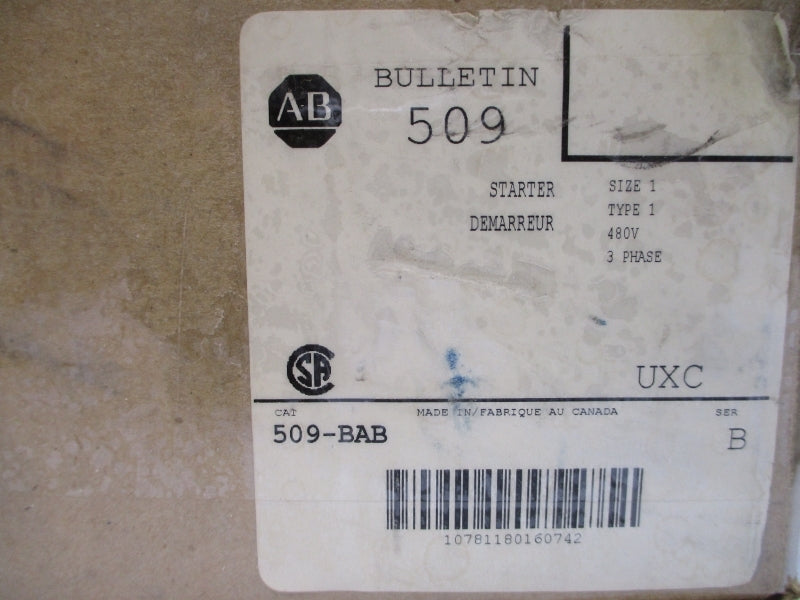 AB
BULLETIN
509
STARTER
DEMARREUR
SIZE 1
TYPE 1
480V
3 PHASE
SA
UXC
CAT
MADE IN/FABRIQUE AU CANADA
SER
509-BAB
B
10781180160742